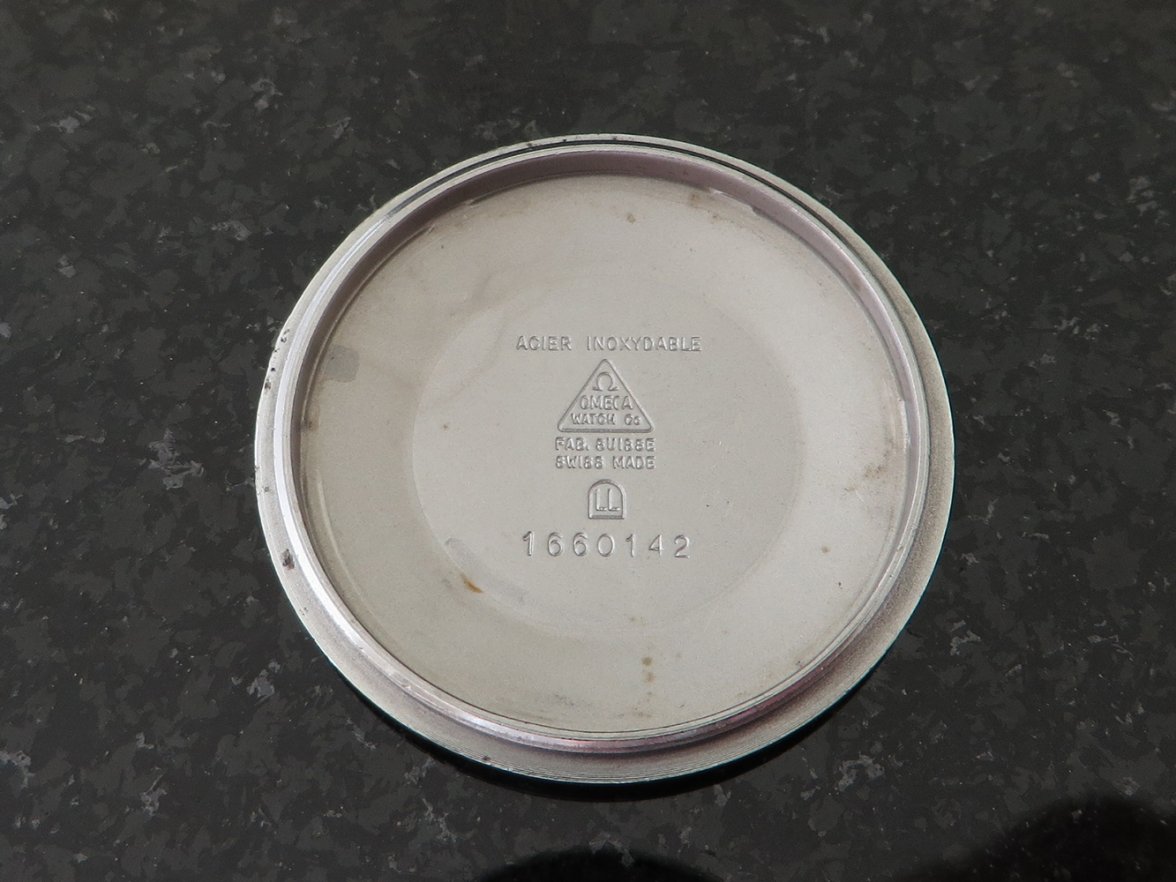 ACIER INOXYDABLE
Ω
OMEGA
WATCH Co
FAB. SUISSE
SWISS MADE
1660142